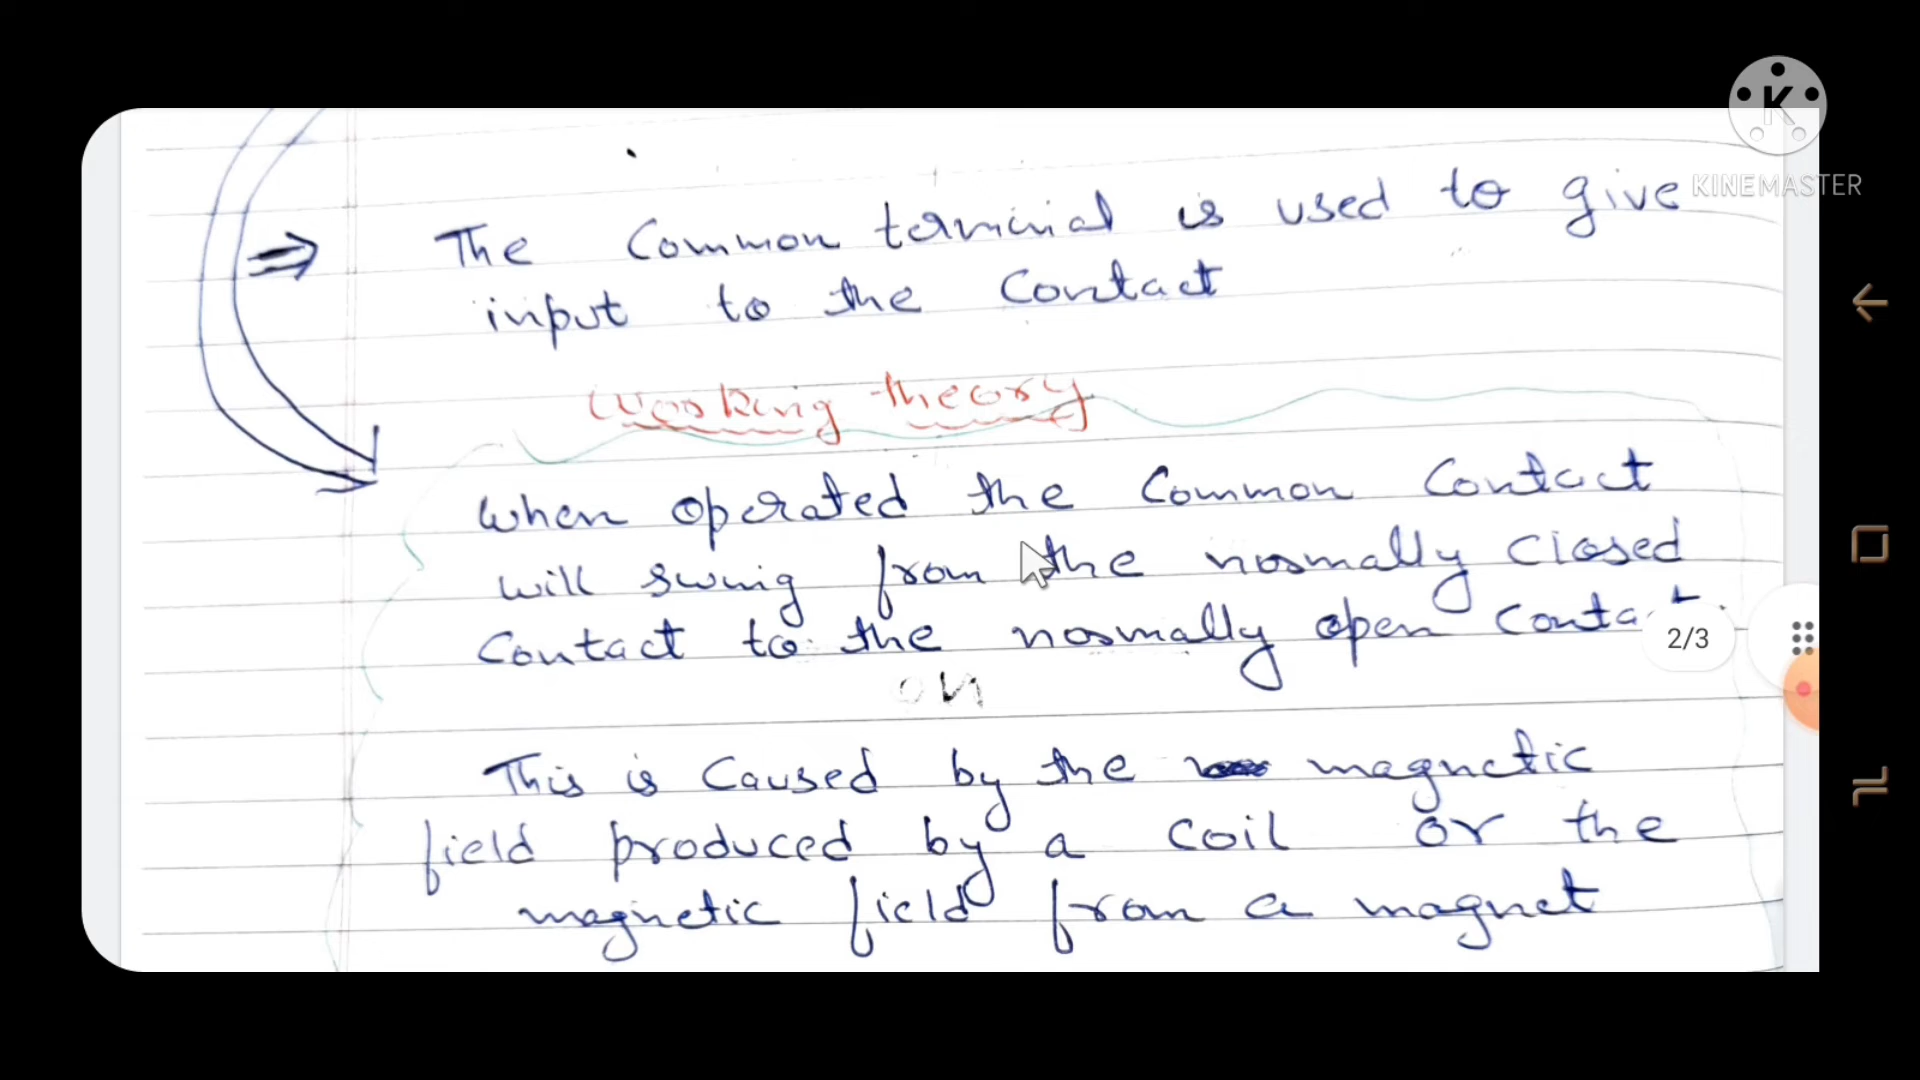 KINEMASTER
⇒ The Common terminal is used to give
input to the Contact
Working theory
When operated the Common Contact
will swing from the normally Closed
Contact to the normally open
2/3
This is Caused by the magnetic
field produced by a coil or the
magnetic field from a magnet